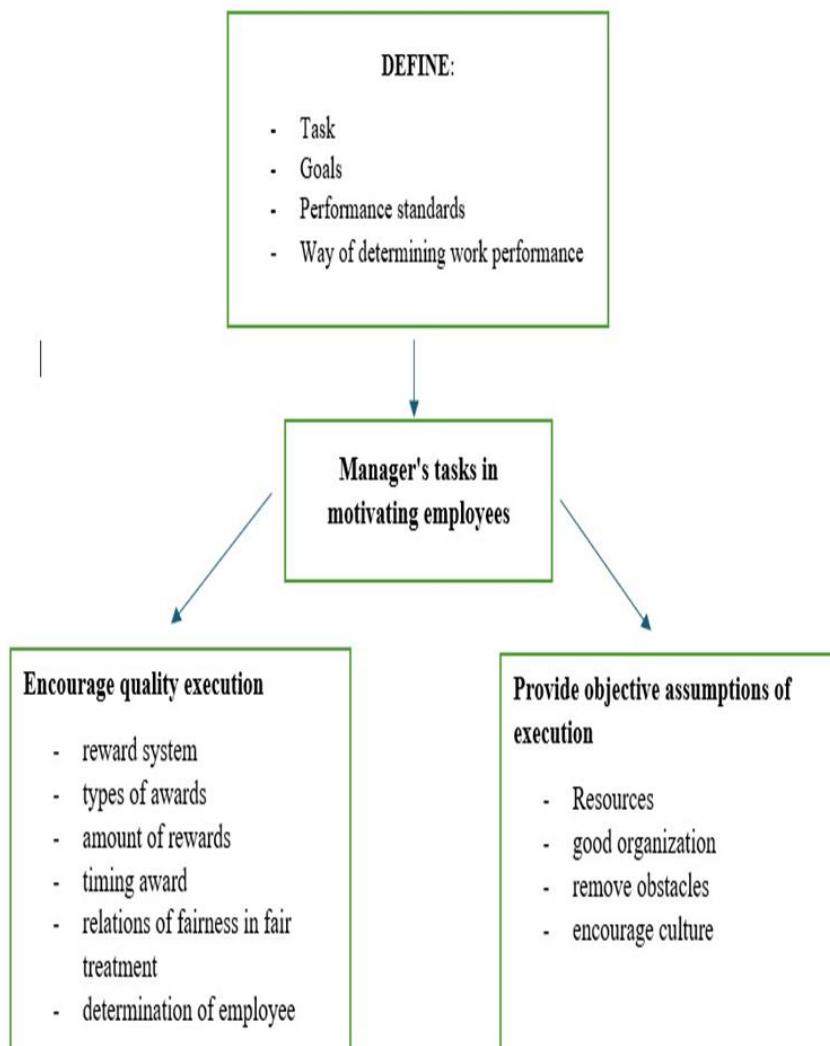 DEFINE:
- Task
- Goals
- Performance standards
- Way of determining work performance
Manager's tasks in
motivating employees
Encourage quality execution
- reward system
- types of awards
- amount of rewards
- timing award
- relations of fairness in fair
treatment
- determination of employee
Provide objective assumptions of
execution
- Resources
- good organization
- remove obstacles
- encourage culture